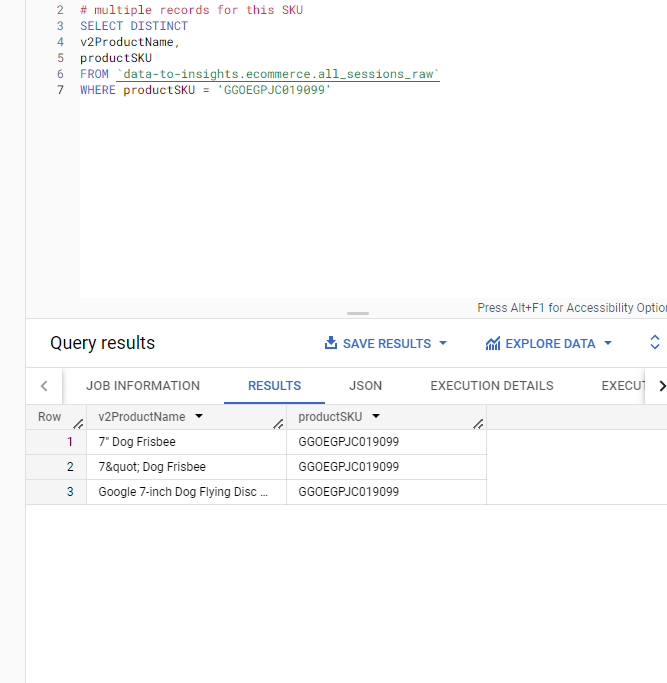 2 # multiple records for this SKU
3 SELECT DISTINCT
4 v2ProductName,
5 productSKU
6 FROM `data-to-insights.ecommerce.all_sessions_raw`
7 WHERE productSKU = 'GGOEGPJC019099'
Press Alt+F1 for Accessibility Optio
Query results SAVE RESULTS EXPLORE DATA
JOB INFORMATION RESULTS JSON EXECUTION DETAILS EXECUT
Row v2ProductName productSKU
1 7" Dog Frisbee GGOEGPJC019099
2 7&quot; Dog Frisbee GGOEGPJC019099
3 Google 7-inch Dog Flying Disc ... GGOEGPJC019099